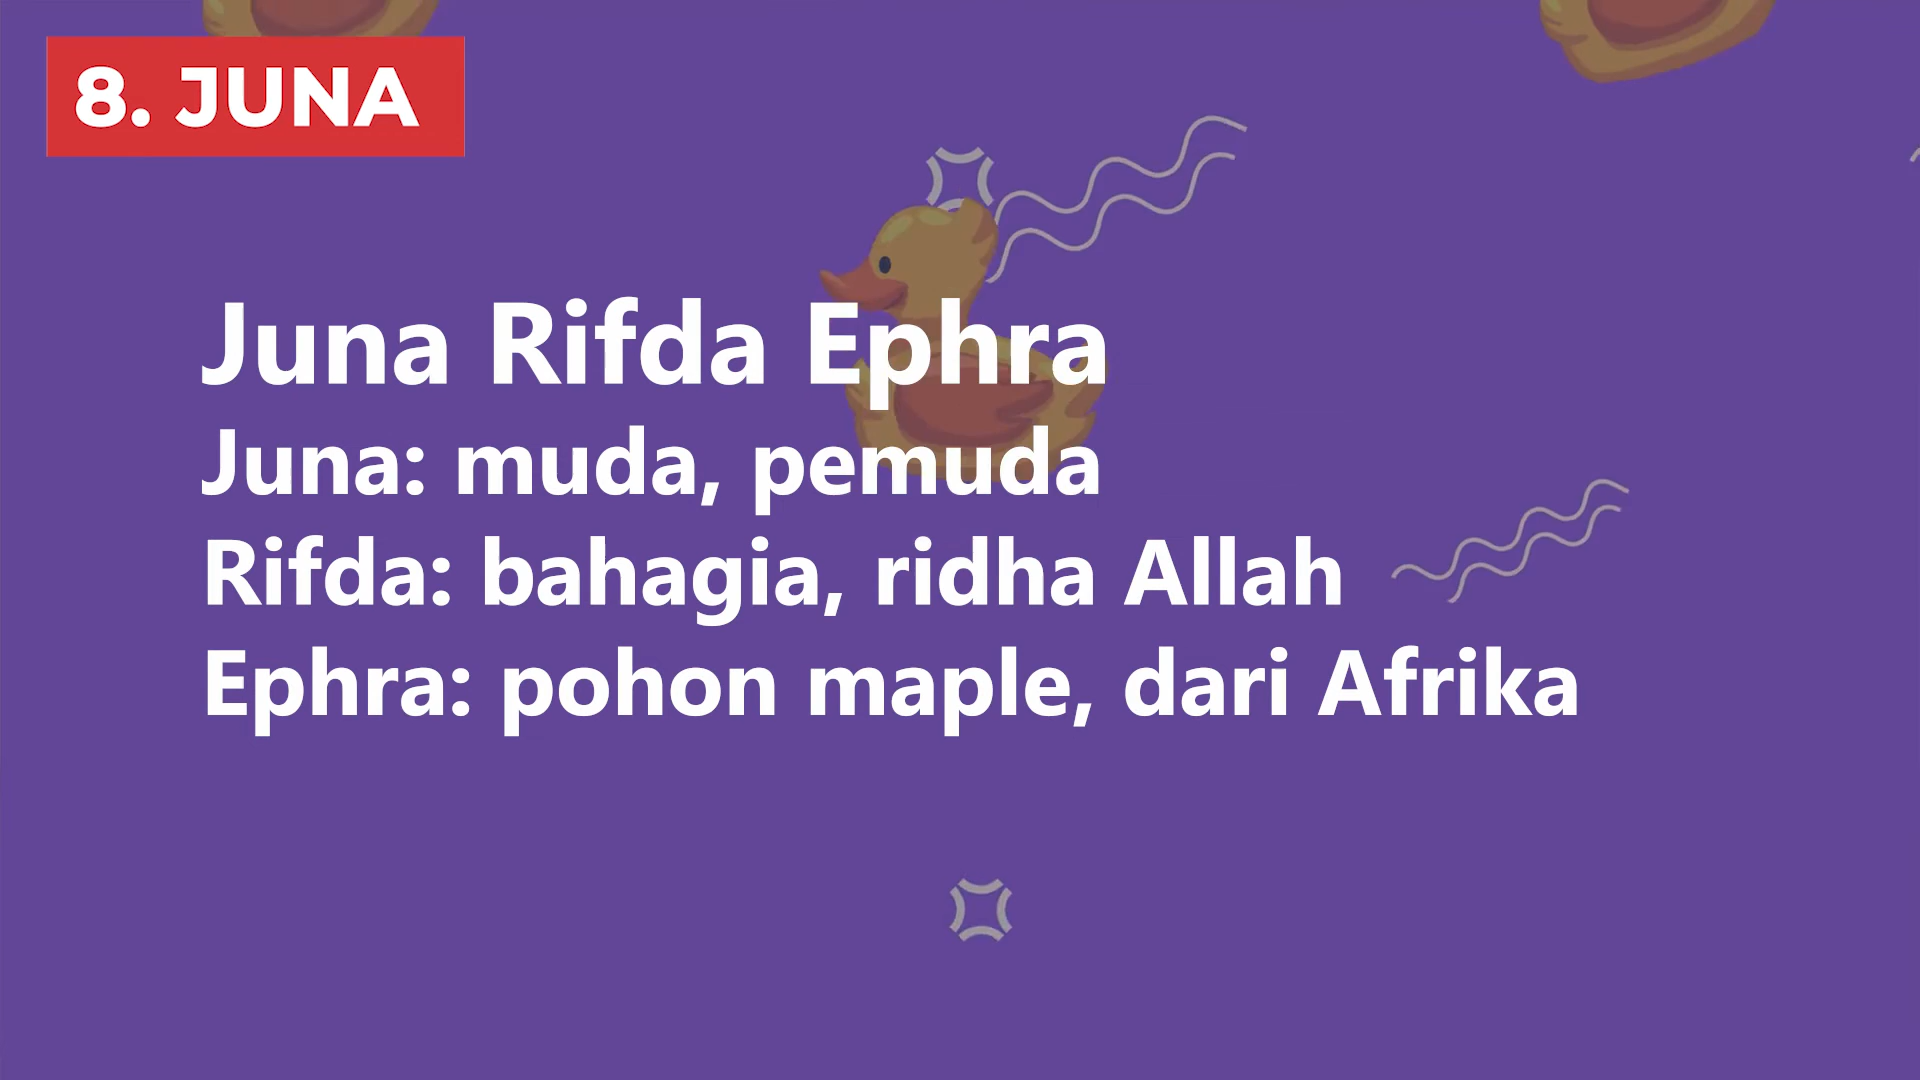 8. JUNA
Juna Rifda Ephra
Juna: muda, pemuda
Rifda: bahagia, ridha Allah
Ephra: pohon maple, dari Afrika